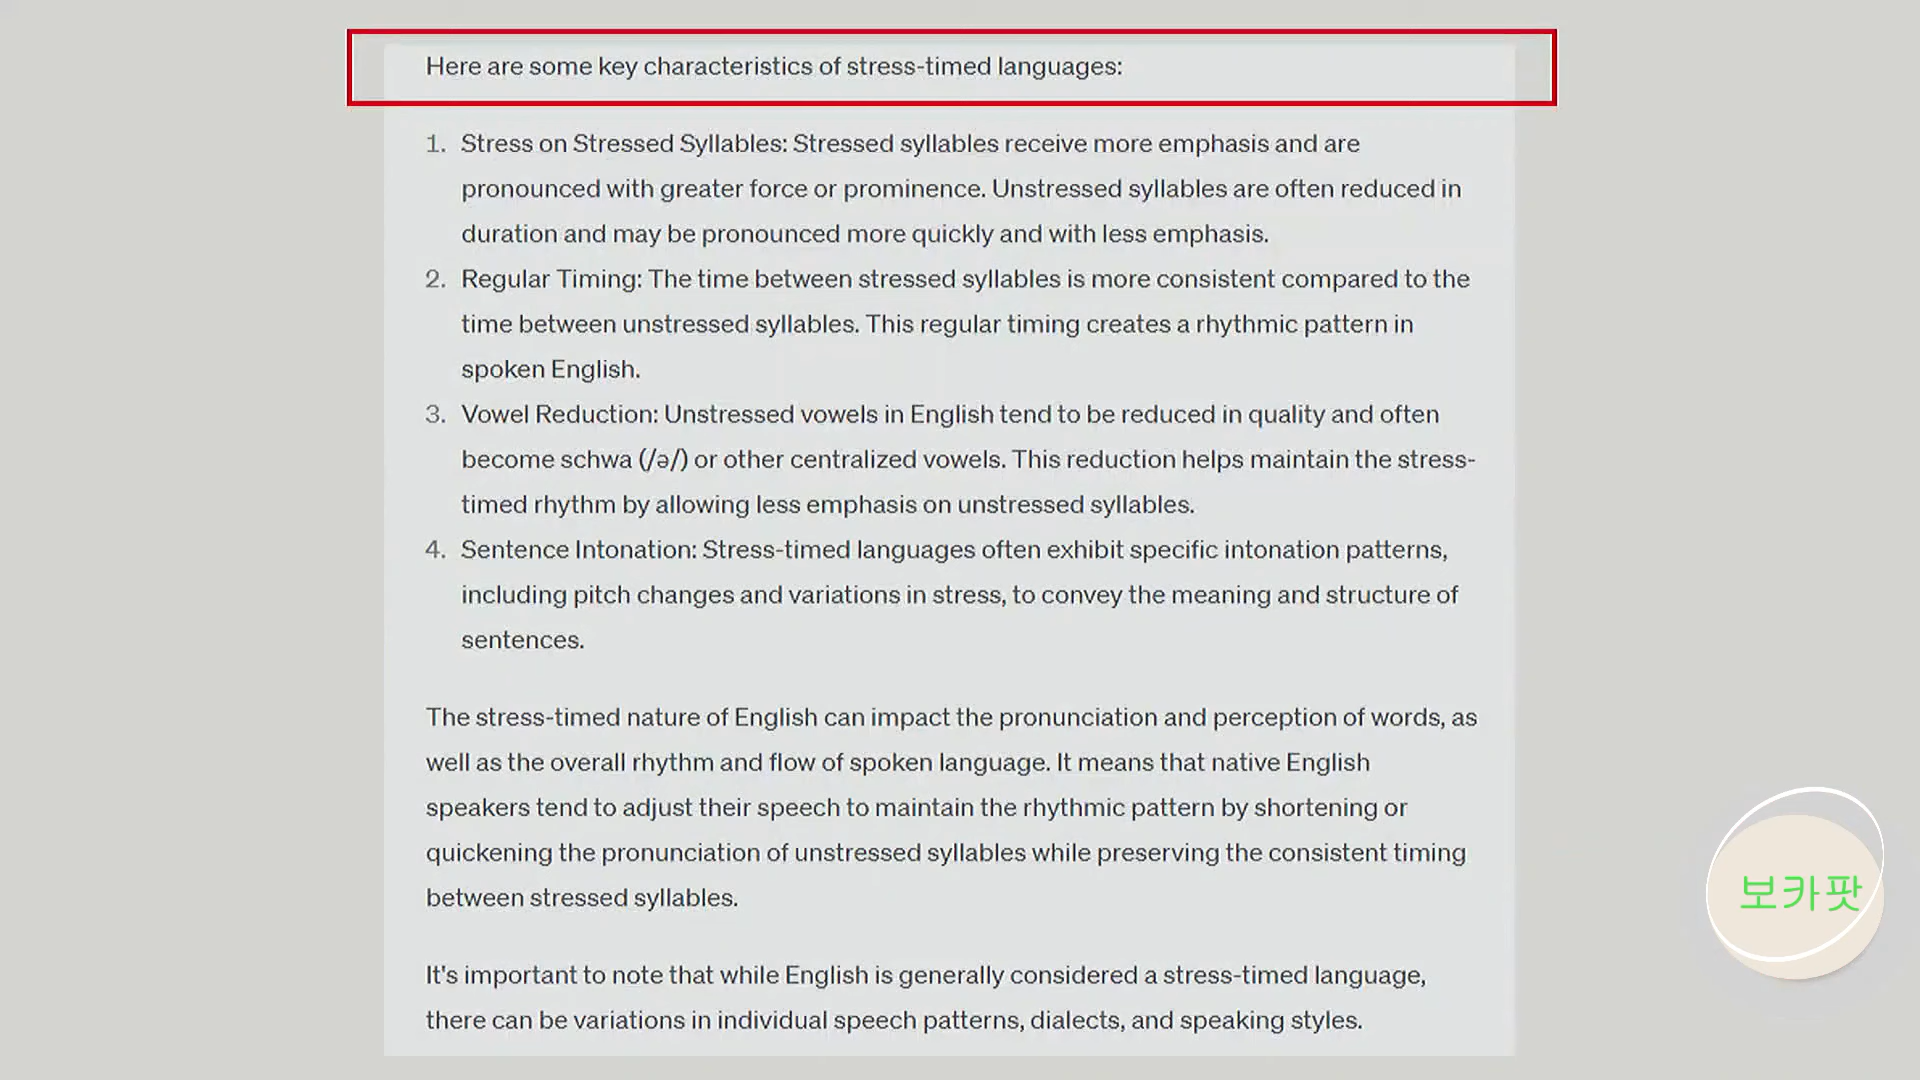 Here are some key characteristics of stress-timed languages:
1. Stress on Stressed Syllables: Stressed syllables receive more emphasis and are
pronounced with greater force or prominence. Unstressed syllables are often reduced in
duration and may be pronounced more quickly and with less emphasis.
2. Regular Timing: The time between stressed syllables is more consistent compared to the
time between unstressed syllables. This regular timing creates a rhythmic pattern in
spoken English.
3. Vowel Reduction: Unstressed vowels in English tend to be reduced in quality and often
become schwa (/ə/) or other centralized vowels. This reduction helps maintain the stress-
timed rhythm by allowing less emphasis on unstressed syllables.
4. Sentence Intonation: Stress-timed languages often exhibit specific intonation patterns,
including pitch changes and variations in stress, to convey the meaning and structure of
sentences.
The stress-timed nature of English can impact the pronunciation and perception of words, as
well as the overall rhythm and flow of spoken language. It means that native English
speakers tend to adjust their speech to maintain the rhythmic pattern by shortening or
quickening the pronunciation of unstressed syllables while preserving the consistent timing
between stressed syllables.
It's important to note that while English is generally considered a stress-timed language,
there can be variations in individual speech patterns, dialects, and speaking styles.
보카팟